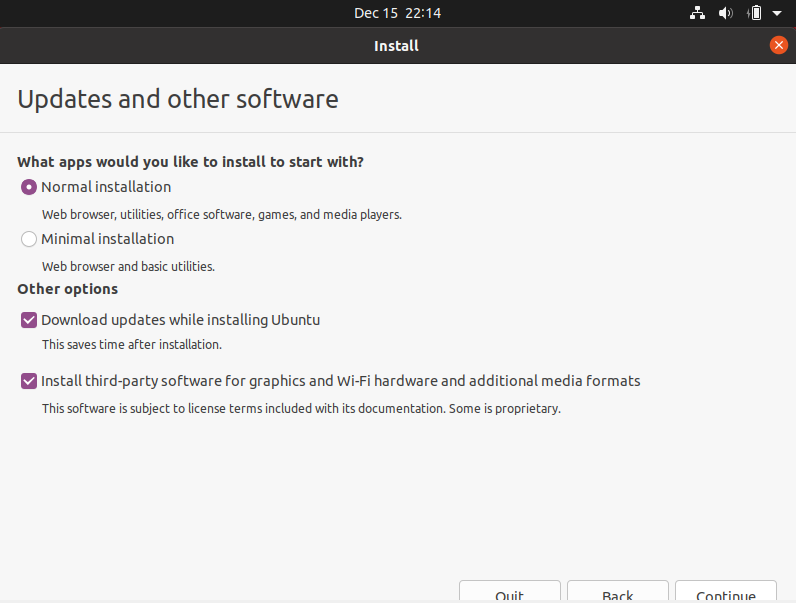 Dec 15 22:14
Install
Updates and other software
What apps would you like to install to start with?
Normal installation
Web browser, utilities, office software, games, and media players.
Minimal installation
Web browser and basic utilities.
Other options
Download updates while installing Ubuntu
This saves time after installation.
Install third-party software for graphics and Wi-Fi hardware and additional media formats
This software is subject to license terms included with its documentation. Some is proprietary.
Quit Back Continue